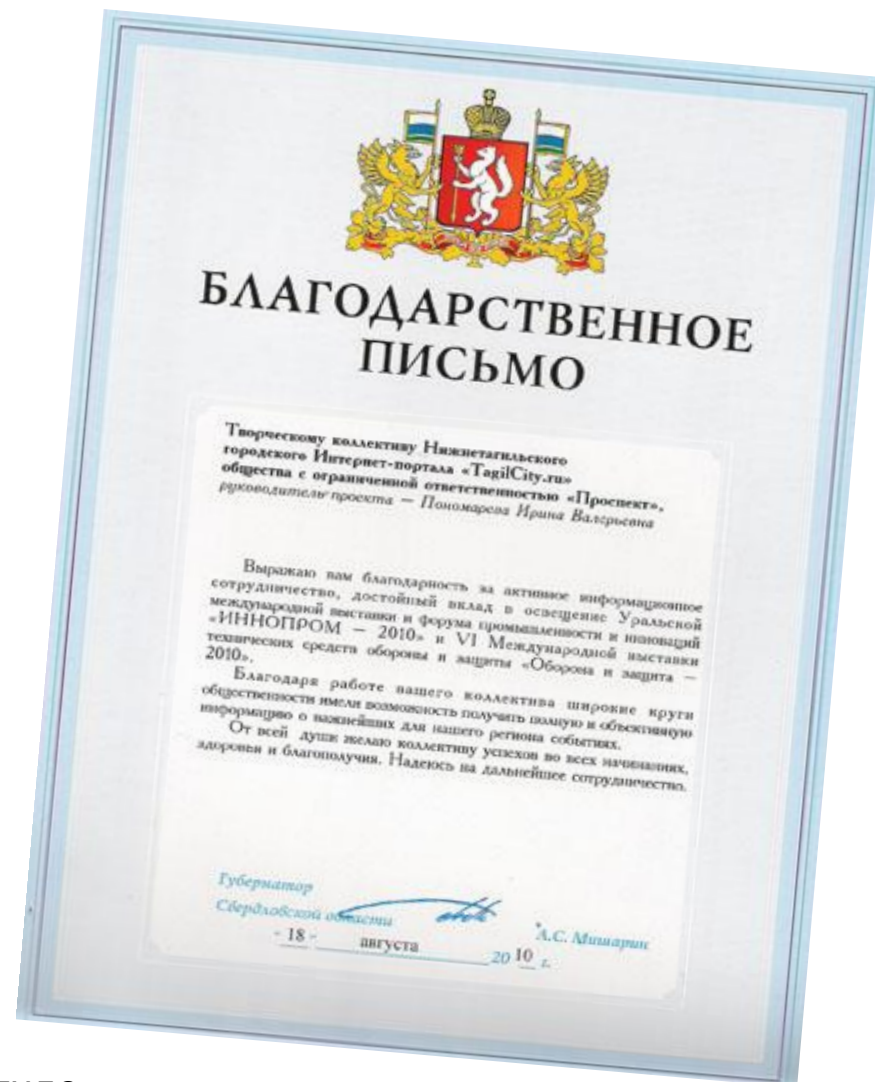 БЛАГОДАРСТВЕННОЕ
ПИСЬМО
Творческому коллективу Нижнетагильского
городского Интернет-портала «TagilCity.ru»
общества с ограниченной ответственностью «Проспект»,
руководитель проекта — Пономарева Ирина Валерьевна
Выражаю вам благодарность за активное информационное
сотрудничество, достойный вклад в освещение Уральской
международной выставки и форума промышленности и инноваций
«ИННОПРОМ — 2010» и VI Международной выставки
технических средств обороны и защиты «Оборона и защита —
2010».
Благодаря работе вашего коллектива широкие круги
общественности имели возможность получить полную и объективную
информацию о важнейших для нашего региона событиях.
От всей души желаю коллективу успехов во всех начинаниях,
здоровья и благополучия. Надеюсь на дальнейшее сотрудничество.
Губернатор
Свердловской области
А.С. Мишарин
- 18 - августа 20 10 г.